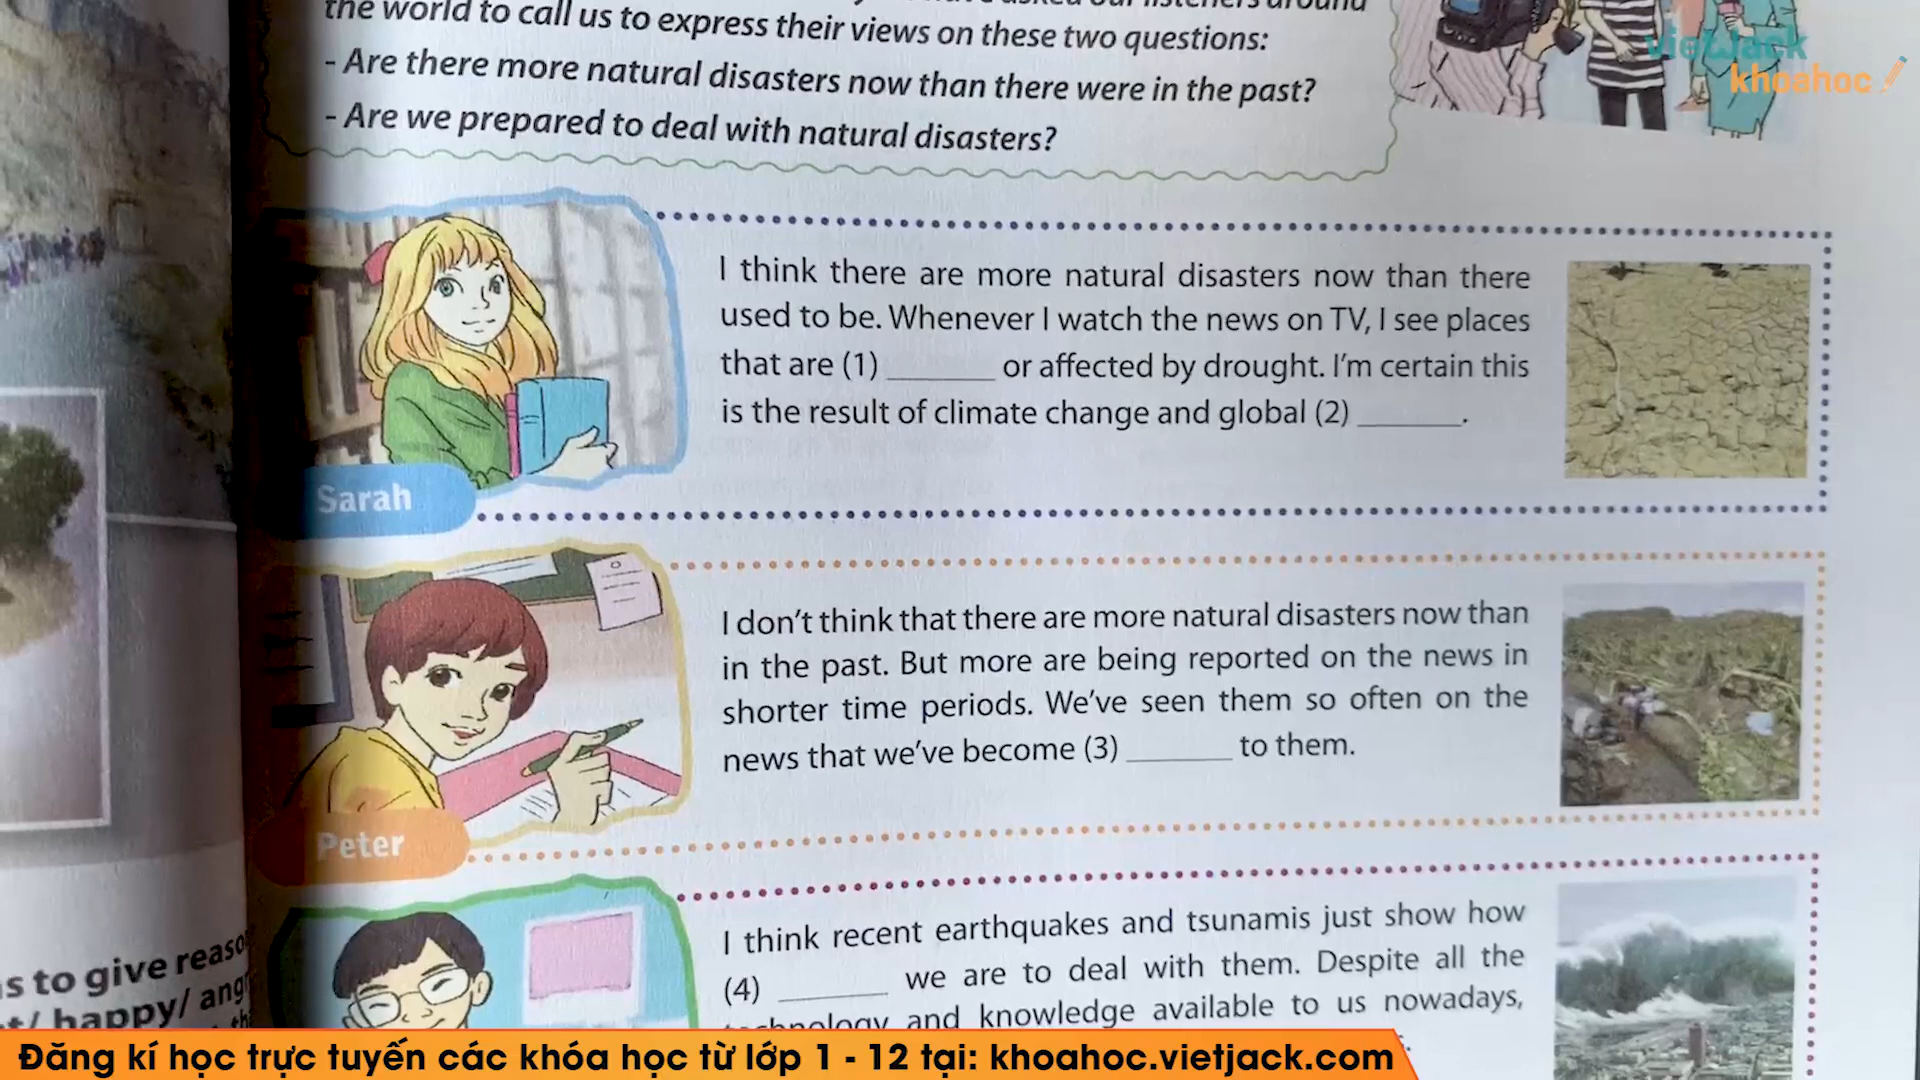 the world to call us to express their views on these two questions:
- Are there more natural disasters now than there were in the past?
- Are we prepared to deal with natural disasters?
vietjack
khoahoc
I think there are more natural disasters now than there
used to be. Whenever I watch the news on TV, I see places
that are (1) _______ or affected by drought. I'm certain this
is the result of climate change and global (2) _______.
Sarah
I don't think that there are more natural disasters now than
in the past. But more are being reported on the news in
shorter time periods. We've seen them so often on the
news that we've become (3) _______ to them.
Peter
I think recent earthquakes and tsunamis just show how
(4) _______ we are to deal with them. Despite all the
and knowledge available to us nowadays,
to give reaso
happy/
Đăng kí học trực tuyến các khóa học từ lớp 1 - 12 tại: khoahoc.vietjack.com